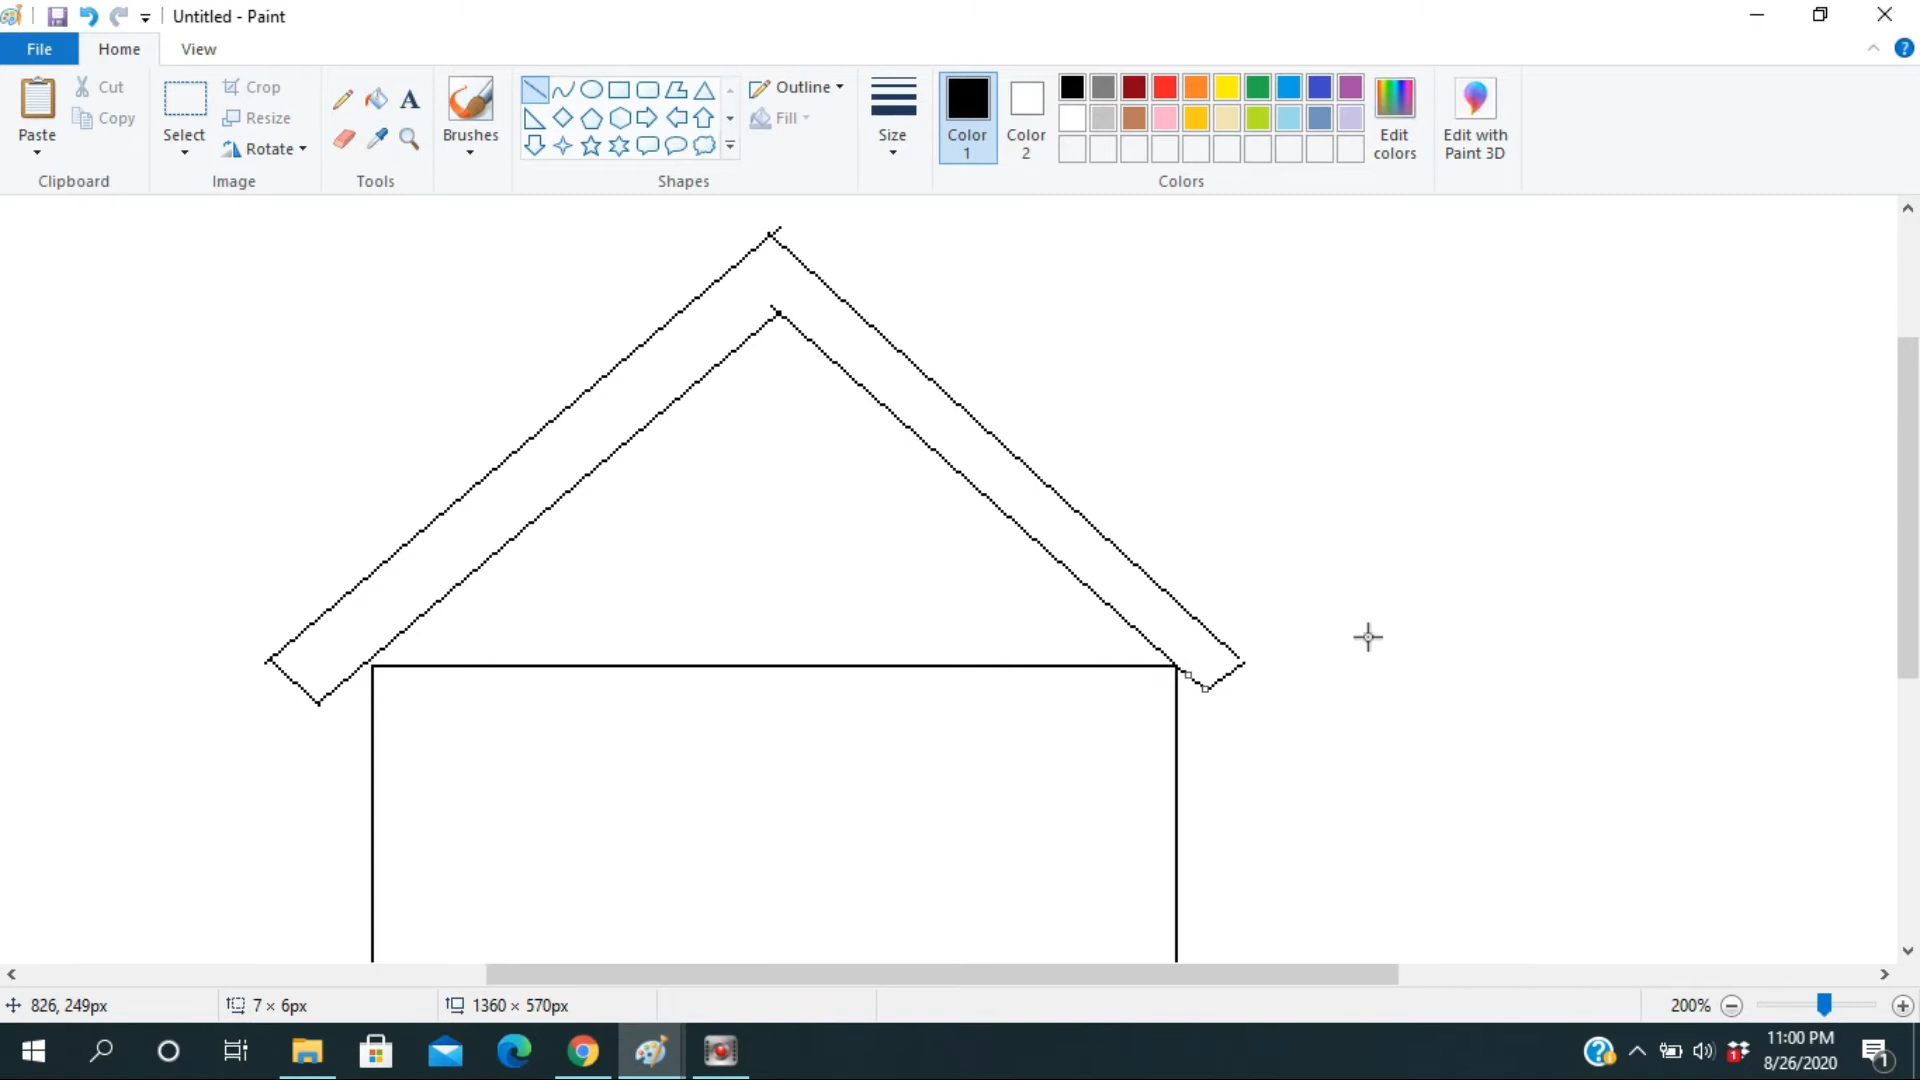 Untitled - Paint
File Home View
Paste
Cut
Copy
Clipboard
Select
Crop
Resize
Rotate
Image
A
Tools
Brushes
Outline
Fill
Shapes
Size
Color 1
Color 2
Edit colors
Colors
Edit with Paint 3D
826, 249px
7 × 6px
1360 × 570px
200%
11:00 PM
8/26/2020
1
1